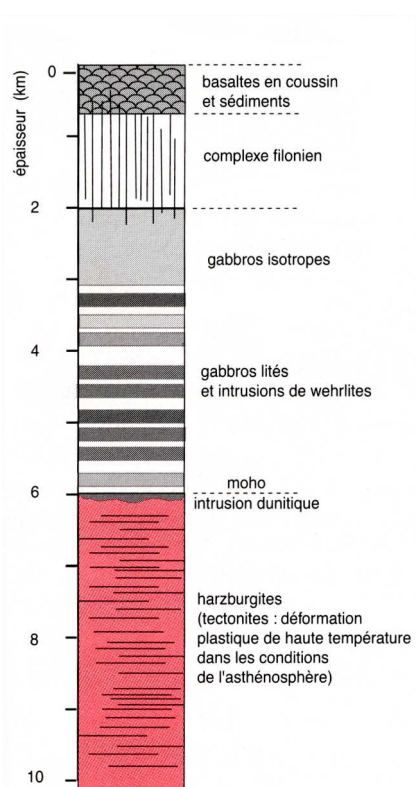 épaisseur (km)
0
basaltes en coussin
et sédiments
complexe filonien
2
gabbros isotropes
4
gabbros lités
et intrusions de wehrlites
moho
6
intrusion dunitique
harzburgites
(tectonites : déformation
plastique de haute température
dans les conditions
de l'asthénosphère)
8
10